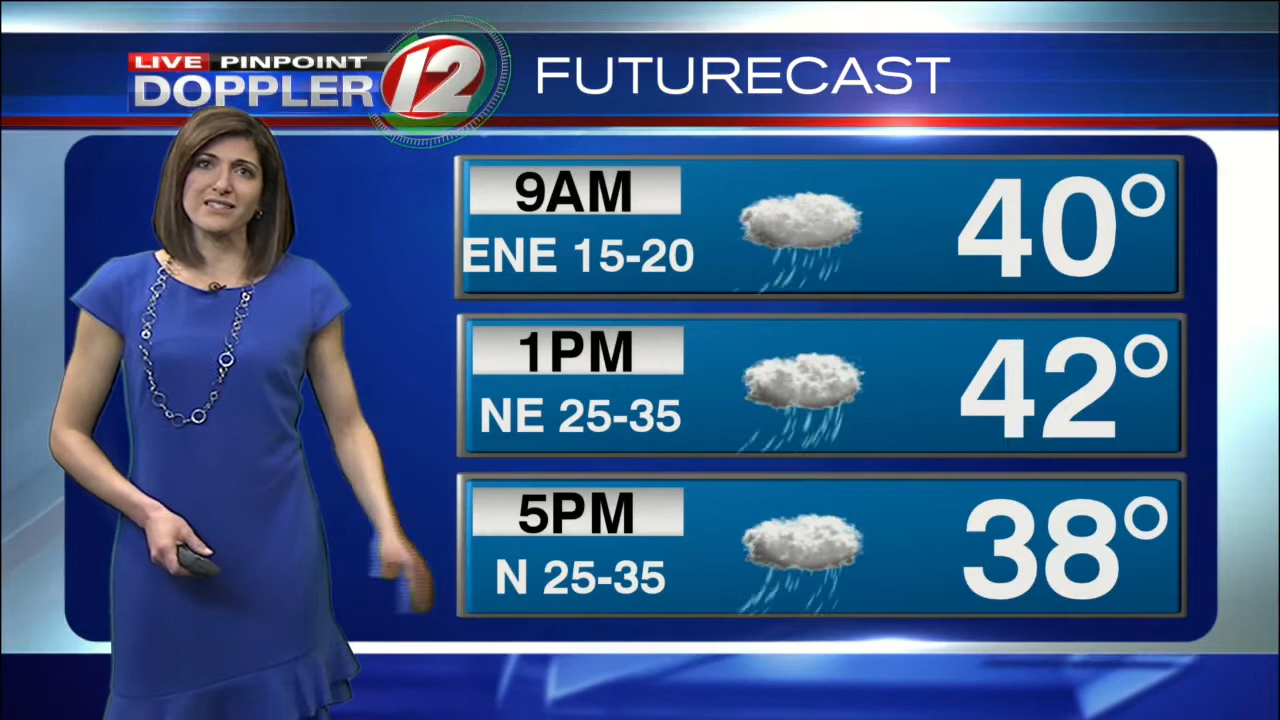 LIVE PINPOINT
DOPPLER 12
FUTURECAST
9AM
ENE 15-20
40°
1PM
NE 25-35
42°
5PM
N 25-35
38°